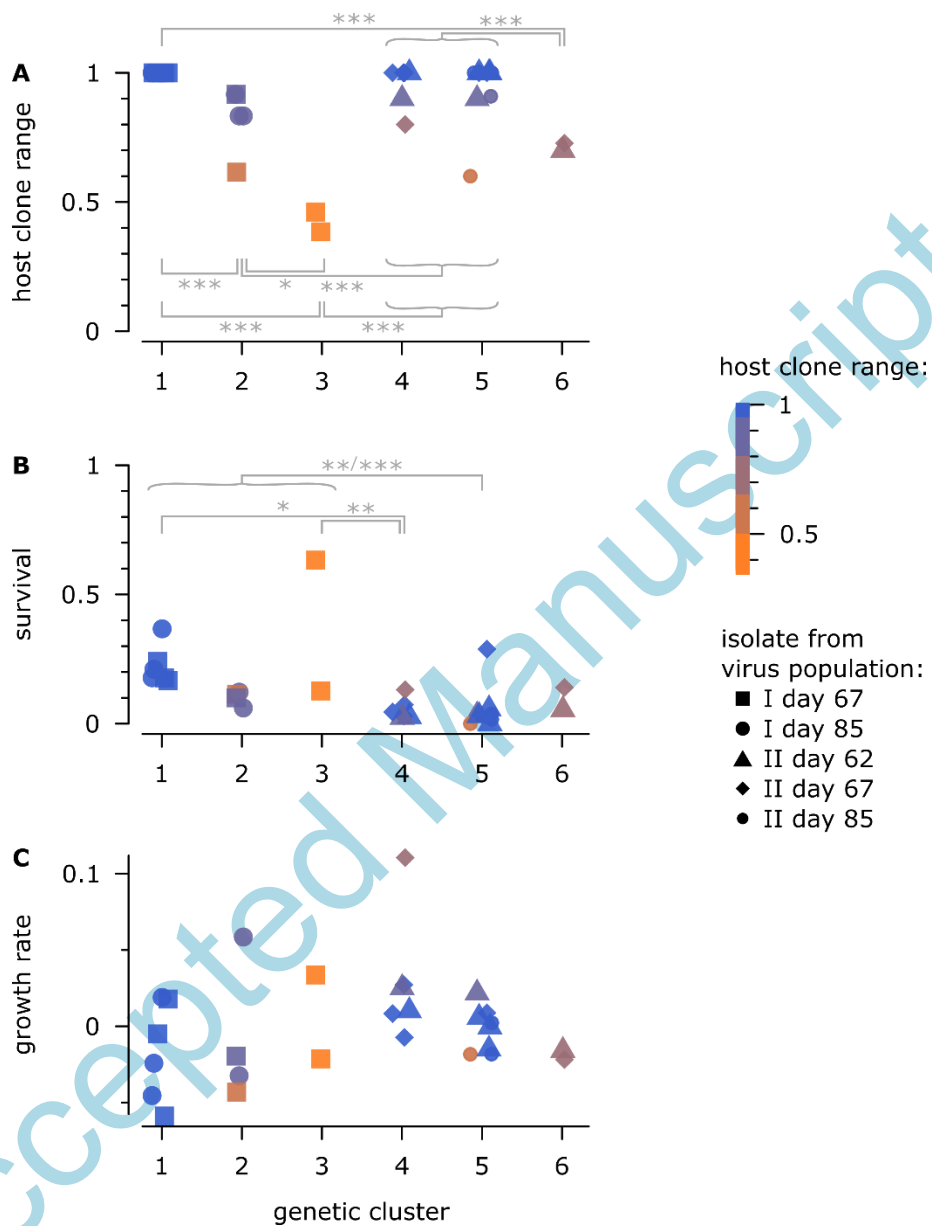 ***
***
A
1
host clone range
0.5
***
*
***
0
***
***
1 2 3 4 5 6
host clone range:
1
0.5
B
1
**/***
*
**
survival
0.5
0
1 2 3 4 5 6
isolate from
virus population:
I day 67
I day 85
II day 62
II day 67
II day 85
C
0.1
growth rate
0
1 2 3 4 5 6
genetic cluster
ccepted Manuscript